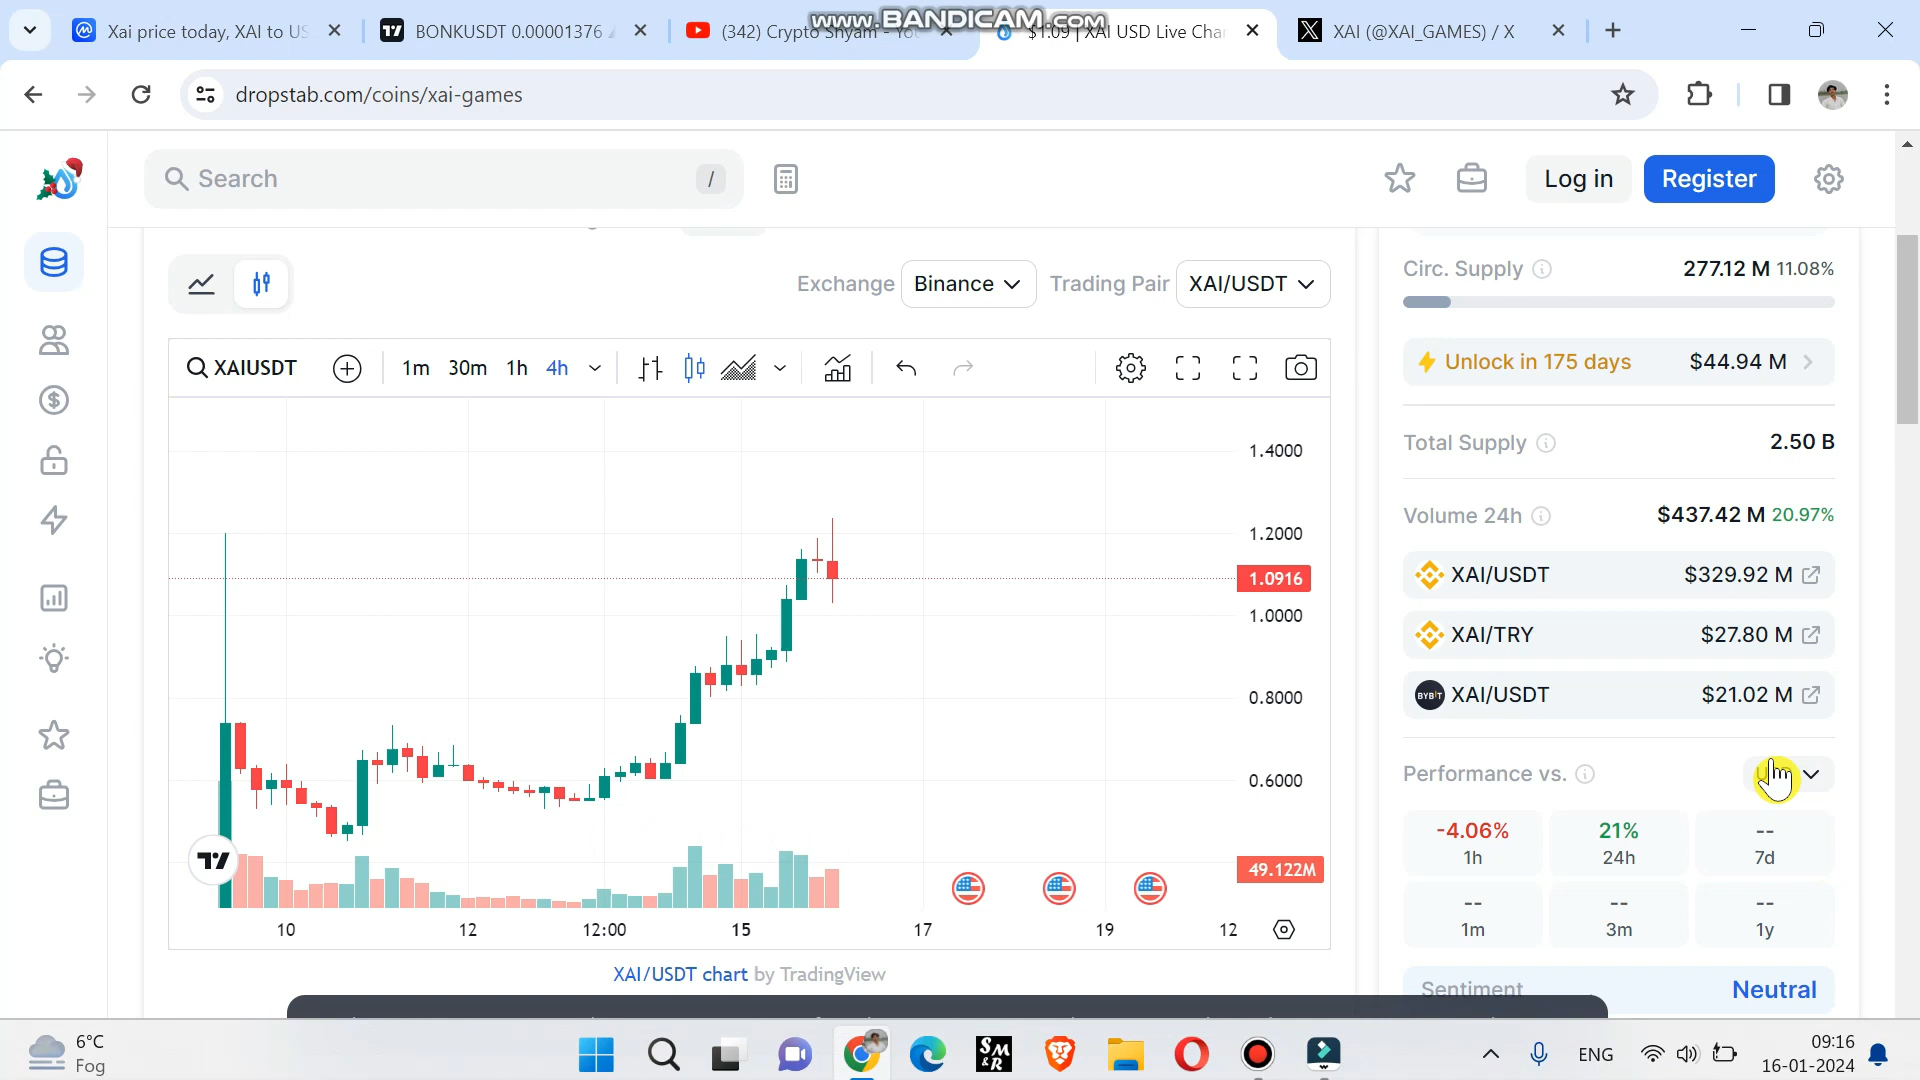 www.BANDICAM.com
Xai price today, XAI to US
BONKUSDT 0.00001376
(342) Crypto Shyam - You
$1.09 | XAI USD Live Char
XAI (@XAI_GAMES) / X
dropstab.com/coins/xai-games
Search
/
Log in
Register
Exchange
Binance
Trading Pair
XAI/USDT
XAIUSDT
1m
30m
1h
4h
1.4000
1.2000
1.0916
1.0000
0.8000
0.6000
49.122M
10
12
12:00
15
17
19
12
XAI/USDT chart by TradingView
Circ. Supply
277.12 M 11.08%
Unlock in 175 days
$44.94 M
Total Supply
2.50 B
Volume 24h
$437.42 M 20.97%
XAI/USDT
$329.92 M
XAI/TRY
$27.80 M
BYBIT
XAI/USDT
$21.02 M
Performance vs.
-4.06%
1h
21%
24h
--
7d
--
1m
--
3m
--
1y
Sentiment
Neutral
6°C
Fog
SM
&R
ENG
09:16
16-01-2024